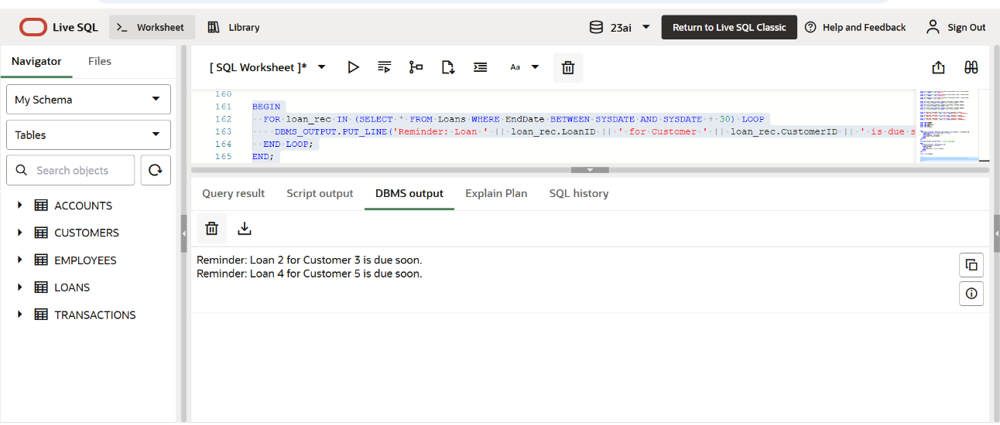 Live SQL
>_ Worksheet
Library
23ai
Return to Live SQL Classic
Help and Feedback
Sign Out
Navigator
Files
My Schema
Tables
Search objects
ACCOUNTS
CUSTOMERS
EMPLOYEES
LOANS
TRANSACTIONS
[ SQL Worksheet ]*
Aa
160
161 BEGIN
162 FOR loan_rec IN (SELECT * FROM Loans WHERE EndDate BETWEEN SYSDATE AND SYSDATE + 30) LOOP
163 DBMS_OUTPUT.PUT_LINE('Reminder: Loan ' || loan_rec.LoanID || ' for Customer ' || loan_rec.CustomerID || ' is due s
164 END LOOP;
165 END;
Query result
Script output
DBMS output
Explain Plan
SQL history
Reminder: Loan 2 for Customer 3 is due soon.
Reminder: Loan 4 for Customer 5 is due soon.